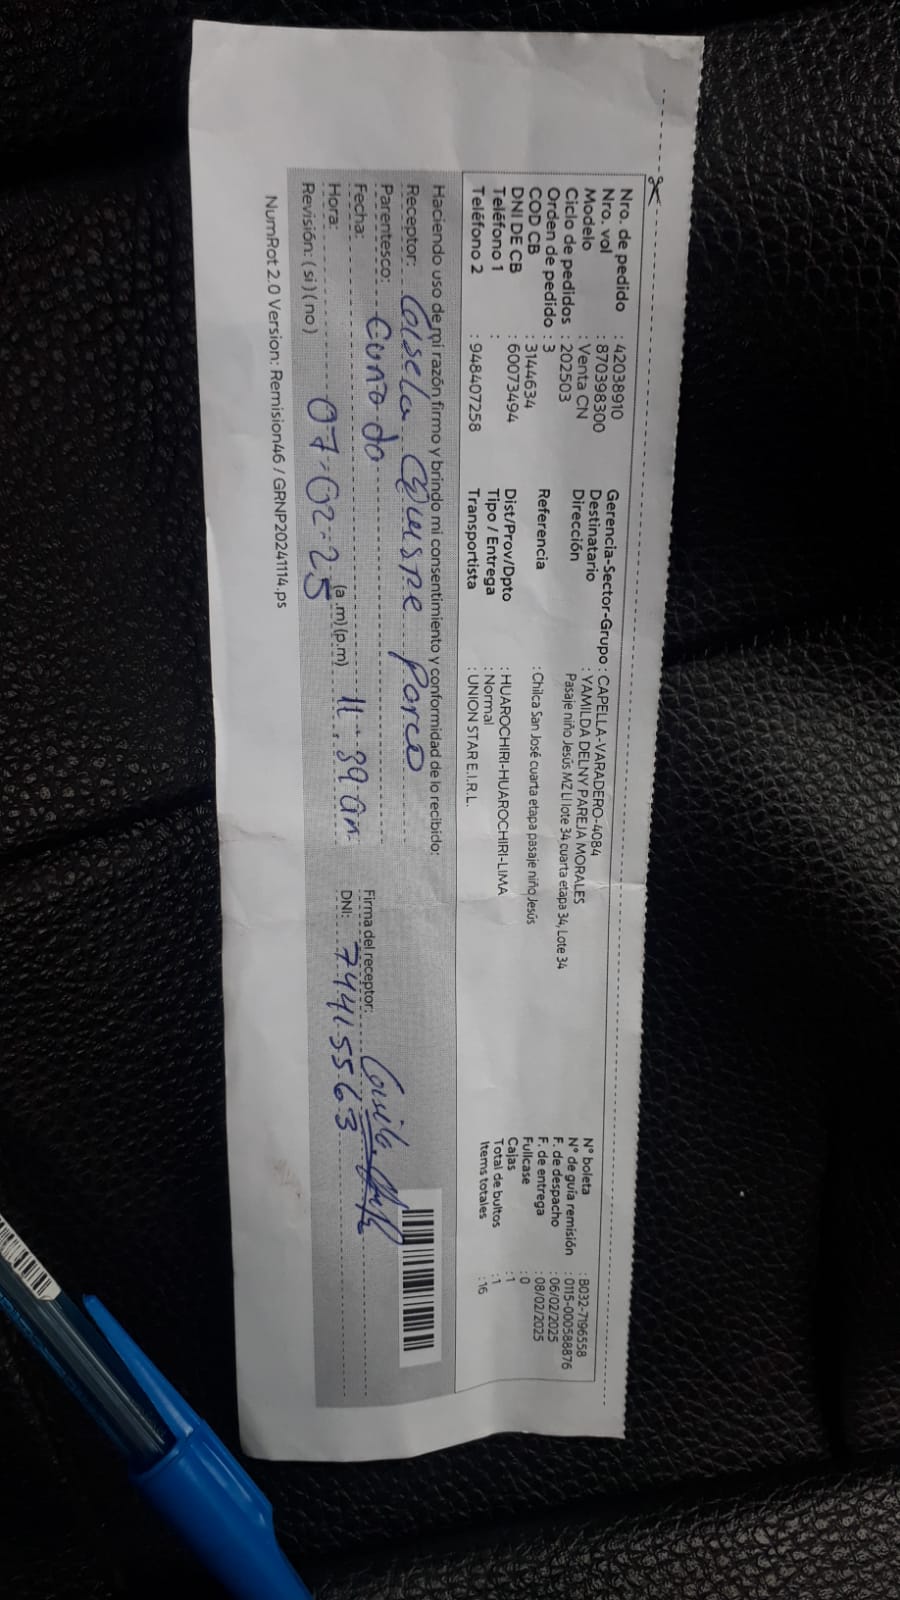 Nro. de pedido : 42038910
Nro. vol : 870398300
Modelo : Venta CN
Ciclo de pedidos : 202503
Orden de pedido : 3
COD CB : 3144634
DNI DE CB : 60073494
Teléfono 1 :
Teléfono 2 : 948407258
Gerencia-Sector-Grupo : CAPELLA-VARADERO-4084
Destinatario : YAMILDA DELNY PAREJA MORALES
Dirección Pasaje niño Jesús MZ Ll lote 34 cuarta etapa 34, Lote 34
Referencia : Chilca San José cuarta etapa pasaje niño Jesús
Dist/Prov/Dpto : HUAROCHIRI-HUAROCHIRI-LIMA
Tipo / Entrega : Normal
Transportista : UNION STAR E.I.R.L.
N° boleta : B032-7196558
N° de guía remisión : 0115-000588876
F. de despacho : 06/02/2025
F. de entrega : 08/02/2025
Fullcase : 0
Cajas : 1
Total de bultos : 1
Items totales : 16
Haciendo uso de mi razón firmo y brindo mi consentimiento y conformidad de lo recibido:
Receptor: Quispe Porco
Parentesco: Cuñado
Fecha:
Hora: (a.m)(p.m) 11:39 am
07-02-25
Revisión: (si)(no)
Firma del receptor:
DNI: 74415563
NumRot 2.0 Version: Remision46 / GRNP20241114.ps